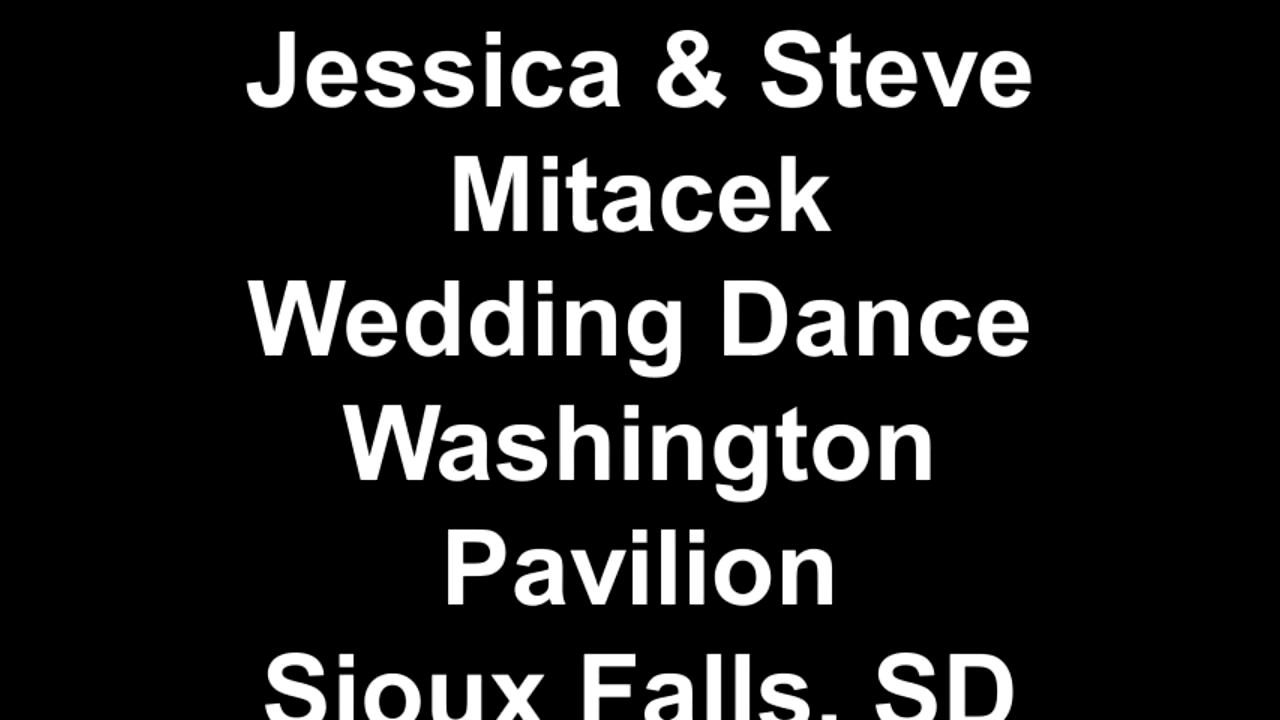 Jessica & Steve
Mitacek
Wedding Dance
Washington
Pavilion
Sioux Falls, SD